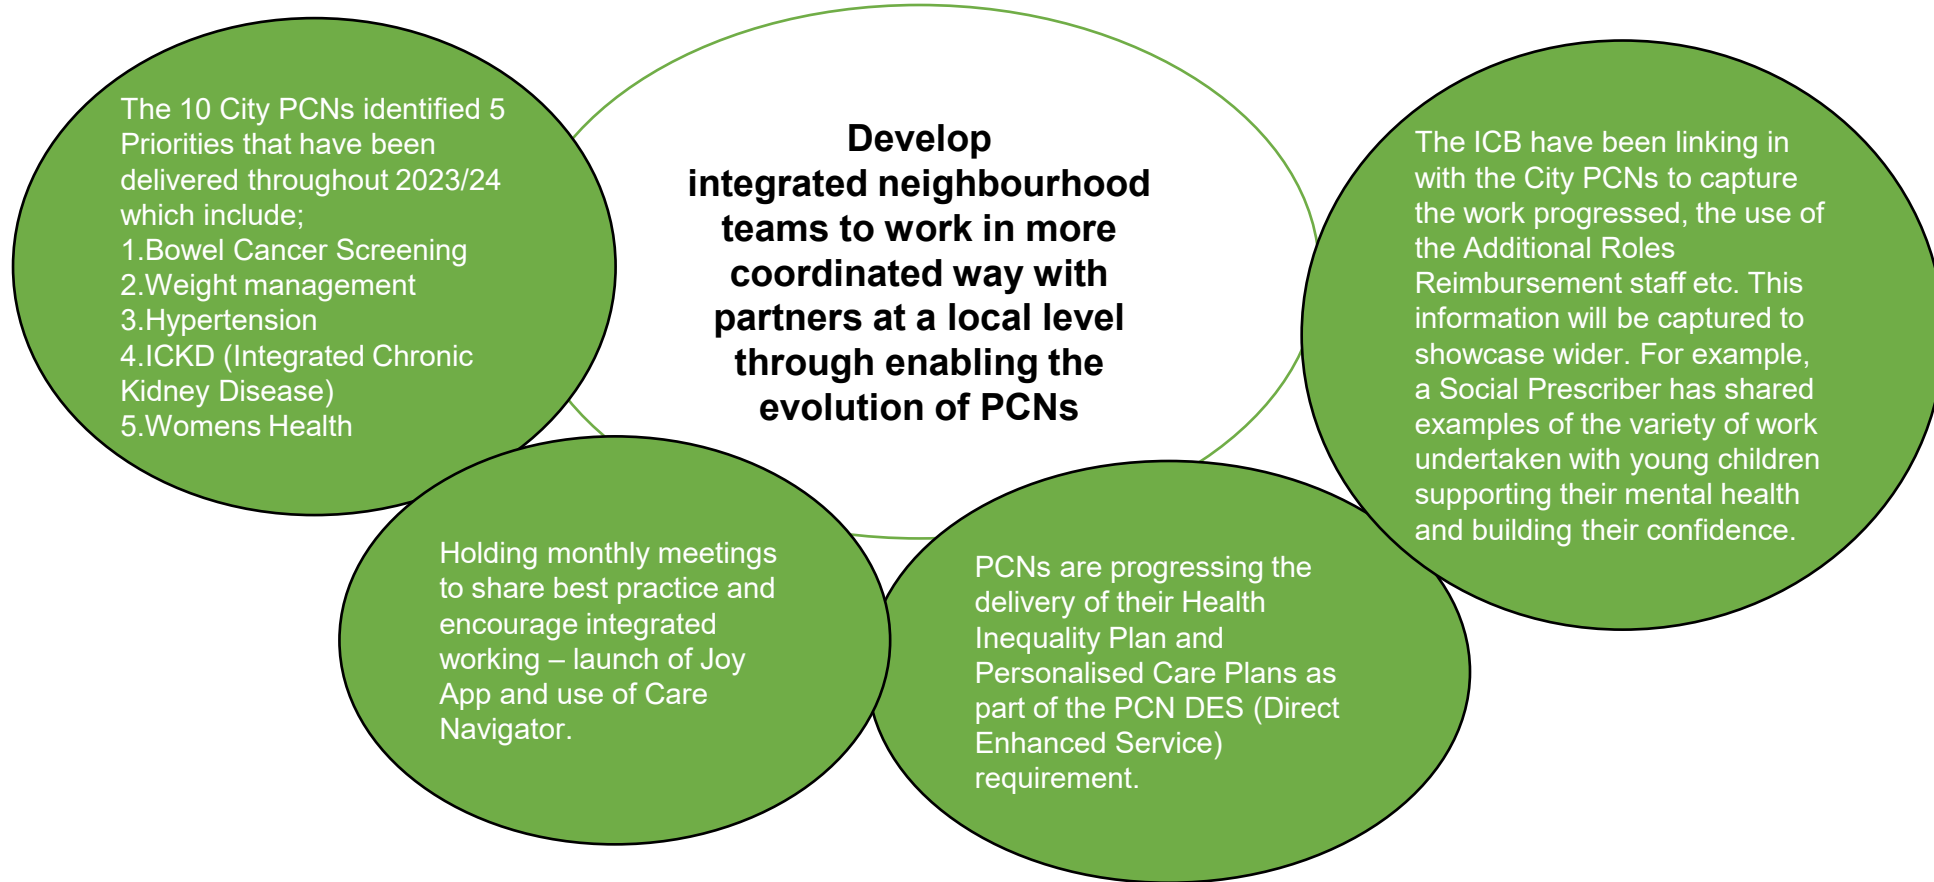 The 10 City PCNs identified 5
Priorities that have been
delivered throughout 2023/24
which include;
1.Bowel Cancer Screening
2.Weight management
3.Hypertension
4.ICKD (Integrated Chronic
Kidney Disease)
5.Womens Health
Develop
integrated neighbourhood
teams to work in more
coordinated way with
partners at a local level
through enabling the
evolution of PCNs
The ICB have been linking in
with the City PCNs to capture
the work progressed, the use of
the Additional Roles
Reimbursement staff etc. This
information will be captured to
showcase wider. For example,
a Social Prescriber has shared
examples of the variety of work
undertaken with young children
supporting their mental health
and building their confidence.
Holding monthly meetings
to share best practice and
encourage integrated
working – launch of Joy
App and use of Care
Navigator.
PCNs are progressing the
delivery of their Health
Inequality Plan and
Personalised Care Plans as
part of the PCN DES (Direct
Enhanced Service)
requirement.